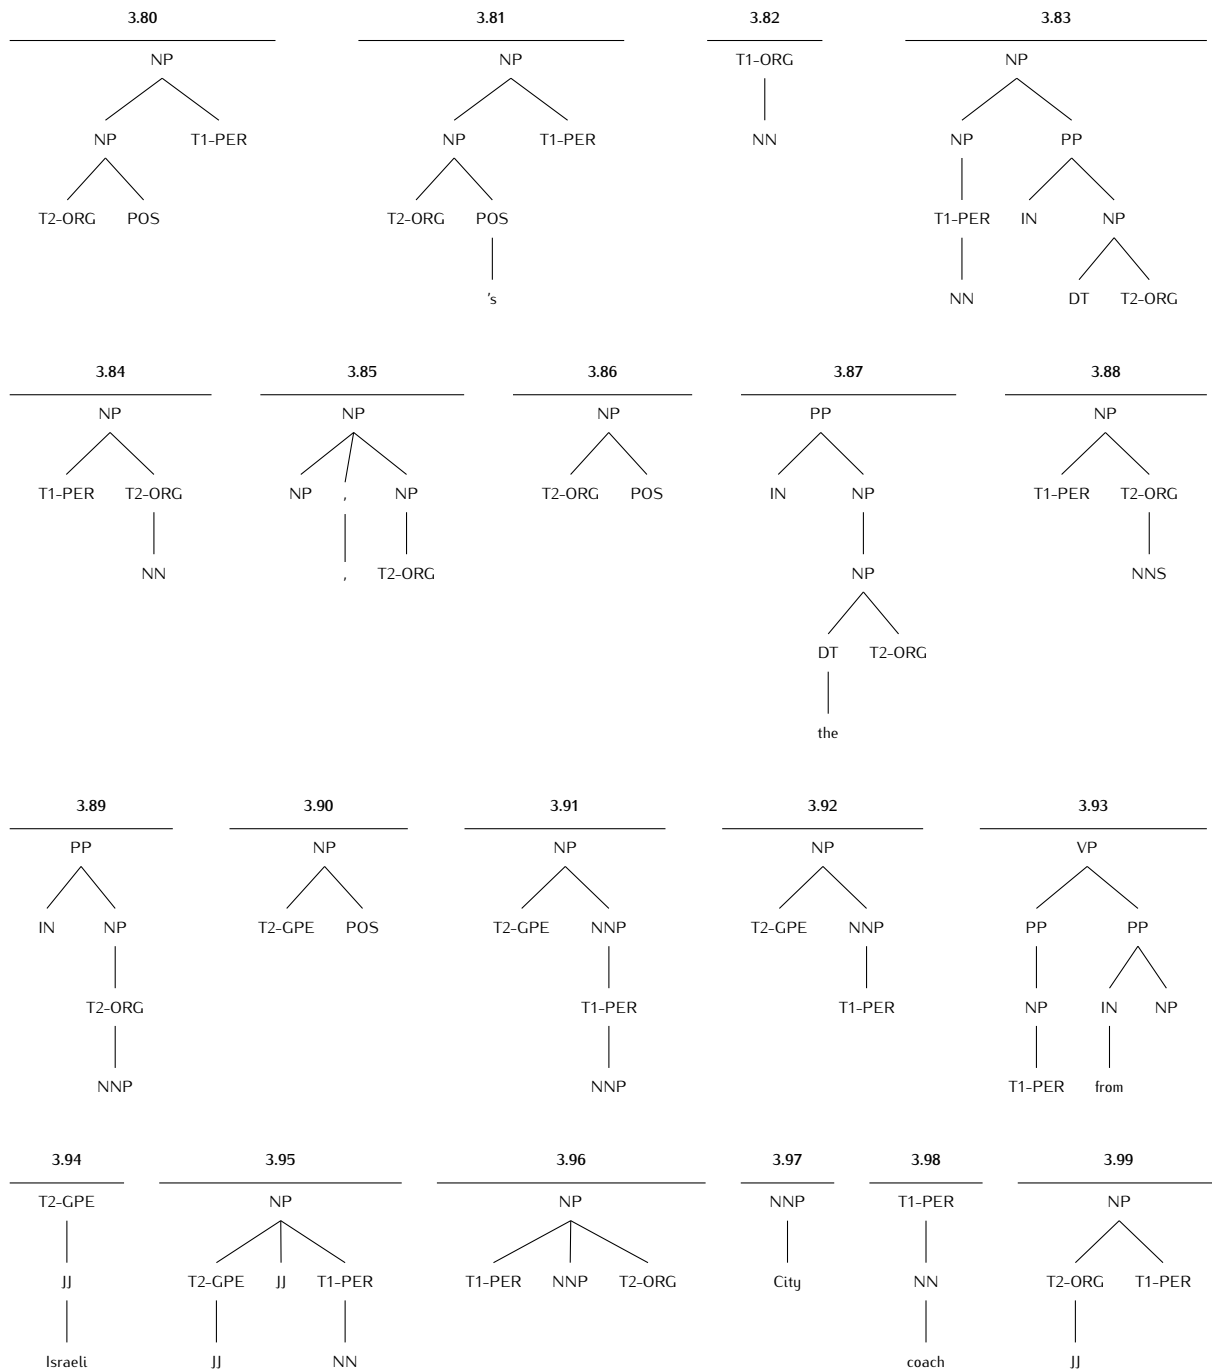 3.80 3.81 3.82 3.83
NP NP T1-ORG NP
NP T1-PER NP T1-PER NN NP PP
T2-ORG POS T2-ORG POS T1-PER IN NP
's NN DT T2-ORG
3.84 3.85 3.86 3.87 3.88
NP NP NP PP NP
T1-PER T2-ORG NP , NP T2-ORG POS IN NP T1-PER T2-ORG
NN , T2-ORG NP NNS
DT T2-ORG
the
3.89 3.90 3.91 3.92 3.93
PP NP NP NP VP
IN NP T2-GPE POS T2-GPE NNP T2-GPE NNP PP PP
T2-ORG T1-PER T1-PER NP IN NP
NNP NNP T1-PER from
3.94 3.95 3.96 3.97 3.98 3.99
T2-GPE NP NP NNP T1-PER NP
JJ T2-GPE JJ T1-PER T1-PER NNP T2-ORG City NN T2-ORG T1-PER
Israeli JJ NN coach JJ